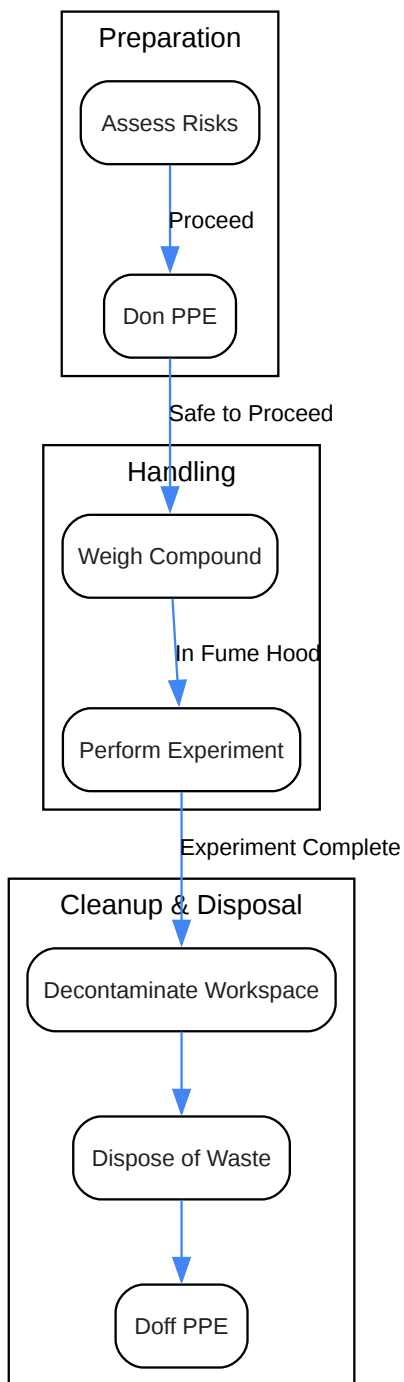 Preparation
Assess Risks
Proceed
Don PPE
Safe to Proceed
Handling
Weigh Compound
In Fume Hood
Perform Experiment
Experiment Complete
Cleanup & Disposal
Decontaminate Workspace
Dispose of Waste
Doff PPE